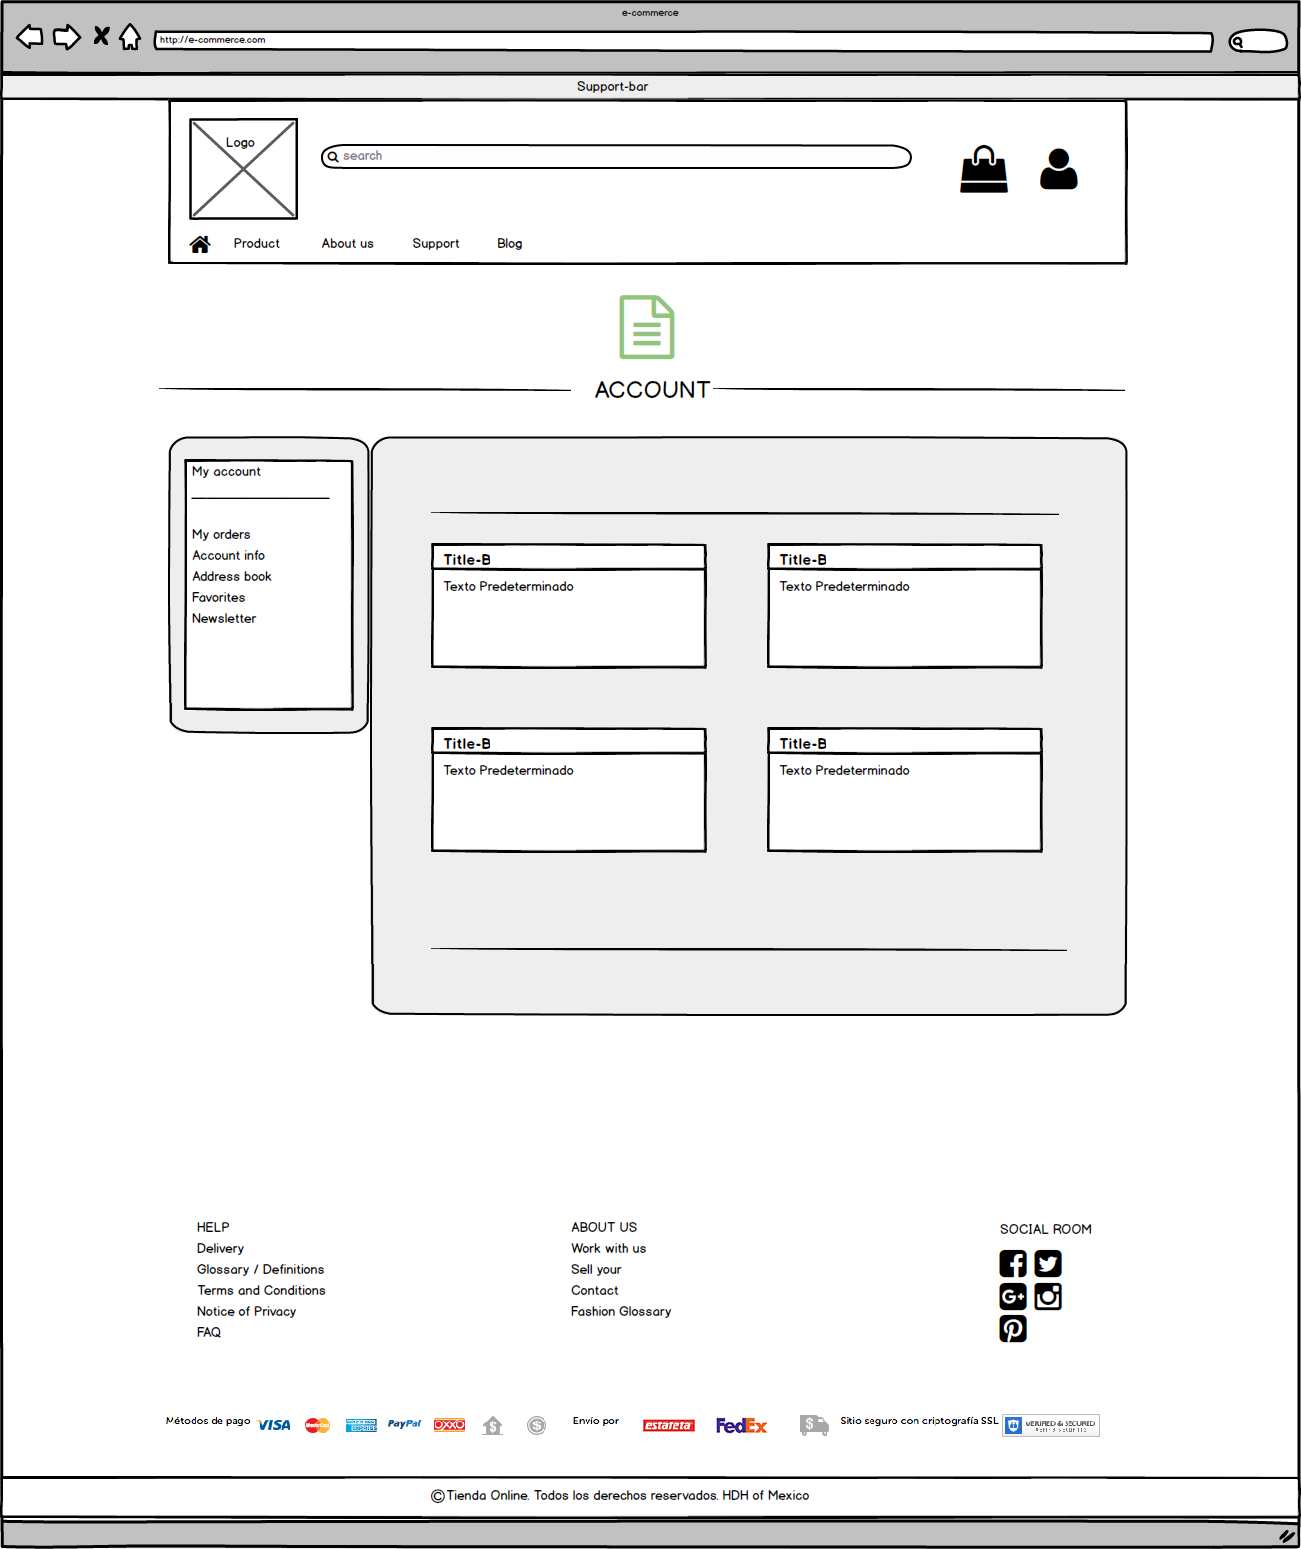 e-commerce
http://e-commerce.com
Support-bar
Logo
search
Product About us Support Blog
ACCOUNT
My account
My orders
Account info
Address book
Favorites
Newsletter
Title-B Title-B
Texto Predeterminado Texto Predeterminado
Title-B Title-B
Texto Predeterminado Texto Predeterminado
HELP
Delivery
Glossary / Definitions
Terms and Conditions
Notice of Privacy
FAQ
ABOUT US
Work with us
Sell your
Contact
Fashion Glossary
SOCIAL ROOM
Métodos de pago VISA MasterCard PayPal OXXO Envío por estafeta FedEx Sitio seguro con criptografía SSL VERIFIED & SECURED
©Tienda Online. Todos los derechos reservados. HDH of Mexico